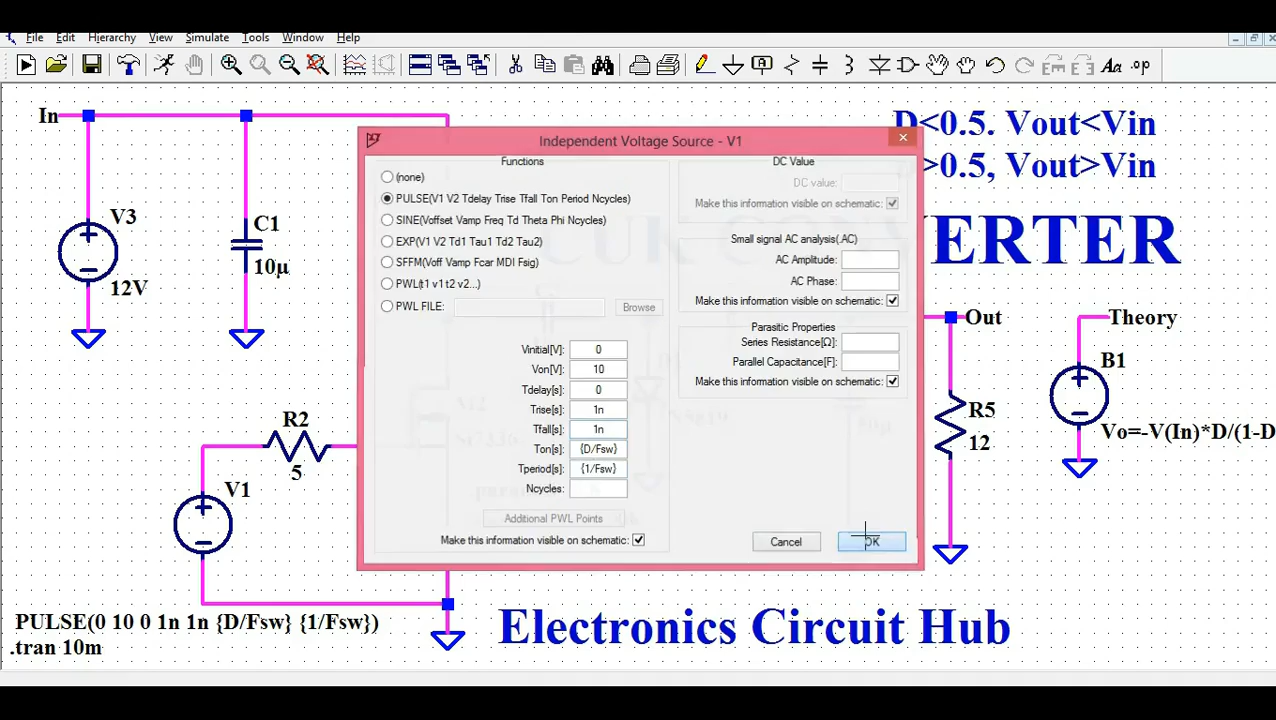 File Edit Hierarchy View Simulate Tools Window Help
Aa .op
In
D<0.5. Vout<Vin
>0.5, Vout>Vin
CUK CONVERTER
V3
12V
C1
10µ
Independent Voltage Source - V1
Functions
(none)
PULSE(V1 V2 Tdelay Trise Tfall Ton Period Ncycles)
SINE(Voffset Vamp Freq Td Theta Phi Ncycles)
EXP(V1 V2 Td1 Tau1 Td2 Tau2)
SFFM(Voff Vamp Fcar MDI Fsig)
PWL(t1 v1 t2 v2...)
PWL FILE: Browse
Vinitial[V]: 0
Von[V]: 10
Tdelay[s]: 0
Trise[s]: 1n
Tfall[s]: 1n
Ton[s]: {D/Fsw}
Tperiod[s]: {1/Fsw}
Ncycles:
Additional PWL Points
Make this information visible on schematic:
DC Value
DC value:
Make this information visible on schematic:
Small signal AC analysis(.AC)
AC Amplitude:
AC Phase:
Make this information visible on schematic:
Parasitic Properties
Series Resistance[Ω]:
Parallel Capacitance[F]:
Make this information visible on schematic:
Cancel OK
Out
Theory
B1
R5
12
Vo=-V(In)*D/(1-D
R2
5
V1
PULSE(0 10 0 1n 1n {D/Fsw} {1/Fsw})
.tran 10m
Electronics Circuit Hub